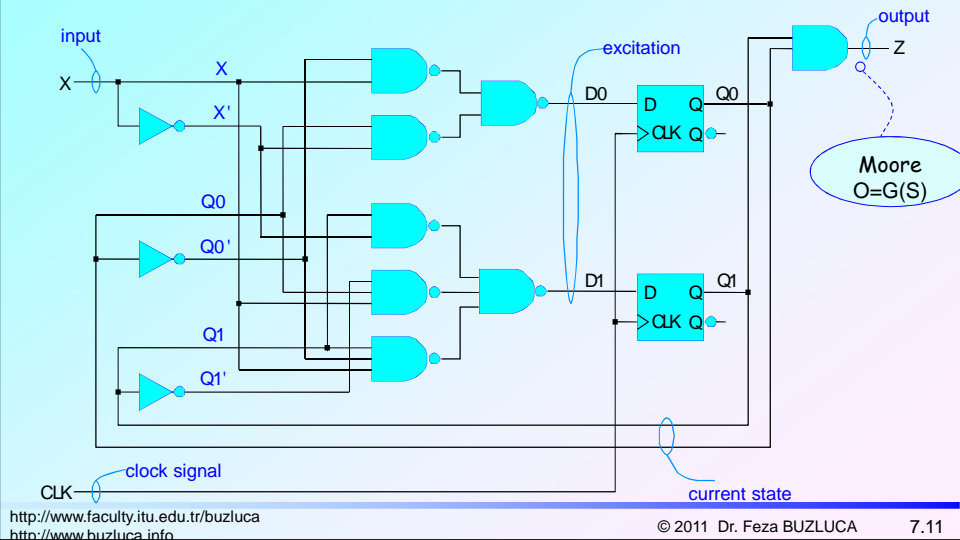 output
input
excitation
Z
X
X
D0
Q0
X'
D
Q
CLK
Q
Moore
O=G(S)
Q0
Q0'
D1
Q1
D
Q
CLK
Q
Q1
Q1'
clock signal
CLK
current state
http://www.faculty.itu.edu.tr/buzluca
http://www.buzluca.info
© 2011 Dr. Feza BUZLUCA
7.11